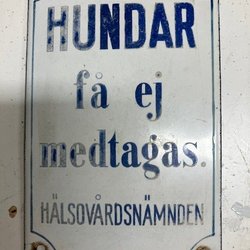 HUNDAR
få ej
medtagas.
HÄLSOVÅRDSNÄMNDEN